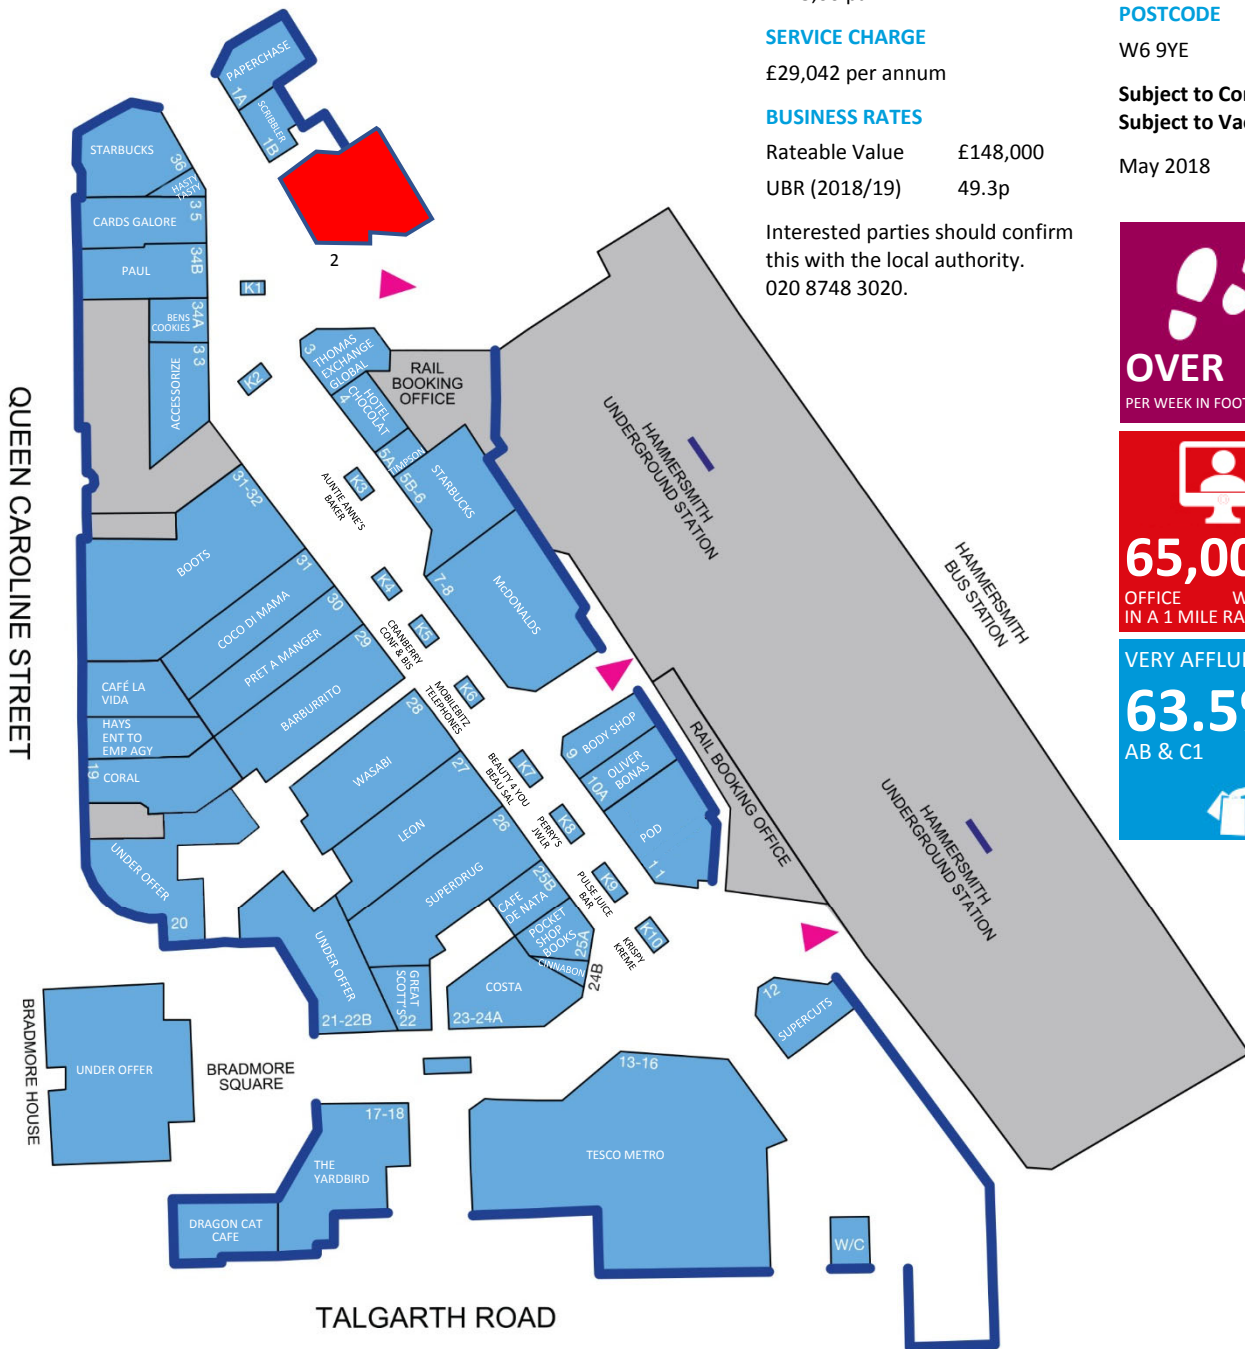 SERVICE CHARGE
£29,042 per annum
BUSINESS RATES
Rateable Value £148,000
UBR (2018/19) 49.3p
Interested parties should confirm
this with the local authority.
020 8748 3020.
POSTCODE
W6 9YE
Subject to
Subject to
May 2018
OVER
PER WEEK IN
65,00
OFFICE
IN A 1 MILE
VERY
63.5
AB & C1
PAPERCHASE
1A
SCRIBBLER
1B
2
STARBUCKS
36
HASTY
TASTY
35
CARDS GALORE
34B
PAUL
34A
BENS
COOKIES
33
ACCESSORIZE
K1
K2
3
THOMAS
EXCHANGE
GLOBAL
RAIL
BOOKING
OFFICE
4
HOTEL
CHOCOLAT
5A
TIMPSON
5B-6
STARBUCKS
7-8
McDONALDS
HAMMERSMITH
UNDERGROUND STATION
HAMMERSMITH
BUS STATION
QUEEN CAROLINE STREET
31-32
BOOTS
31
COCO DI MAMA
30
PRET A MANGER
29
BARBURRITO
CAFÉ LA
VIDA
HAYS
ENT TO
EMP AGY
19
CORAL
UNDER OFFER
20
K3
AUNTIE ANNE'S
BAKER
K4
K5
CRANBERRY
CONF & BIS
K6
MOBILEBITZ
TELEPHONES
K7
BEAUTY 4 YOU
BEAU SAL
K8
PERRY'S
JWLR
K9
PULSE JUICE
BAR
K10
KRISPY
KREME
28
WASABI
27
LEON
26
SUPERDRUG
25B
CAFE
DE NATA
POCKET
SHOP
BOOKS
25A
CINNABON
24B
COSTA
23-24A
GREAT
SCOTT'S
22
UNDER OFFER
21-22B
9
BODY SHOP
10A
OLIVER
BONAS
POD
11
RAIL BOOKING OFFICE
HAMMERSMITH
UNDERGROUND STATION
12
SUPERCUTS
BRADMORE HOUSE
UNDER OFFER
BRADMORE
SQUARE
13-16
TESCO METRO
17-18
THE
YARDBIRD
DRAGON CAT
CAFE
W/C
TALGARTH ROAD